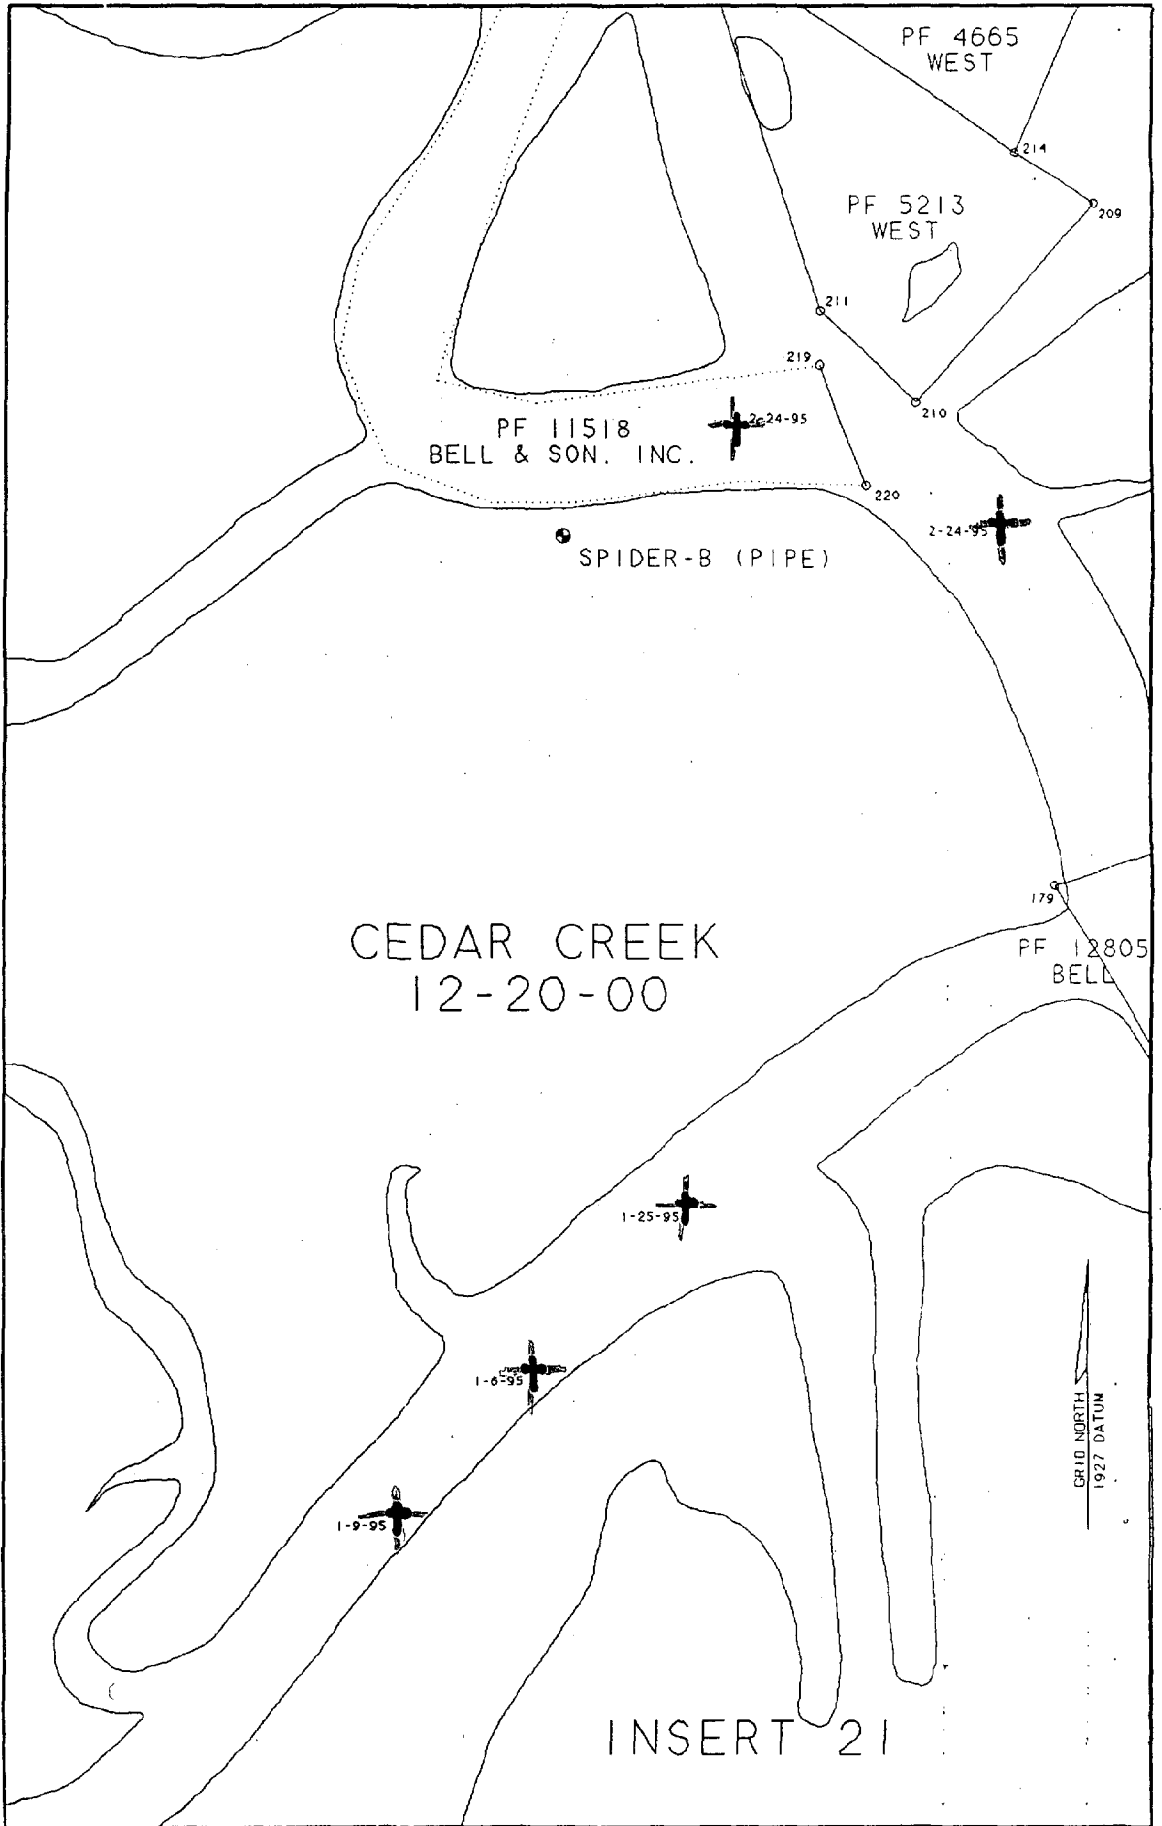 PF 4665
WEST
214
PF 5213
WEST
209
211
219
210
2-24-95
PF 11518
BELL & SON. INC.
220
2-24-95
SPIDER-B (PIPE)
179
CEDAR CREEK
12-20-00
PF 12805
BELL
1-25-95
1-6-95
GRID NORTH
1927 DATUM
1-9-95
INSERT 21